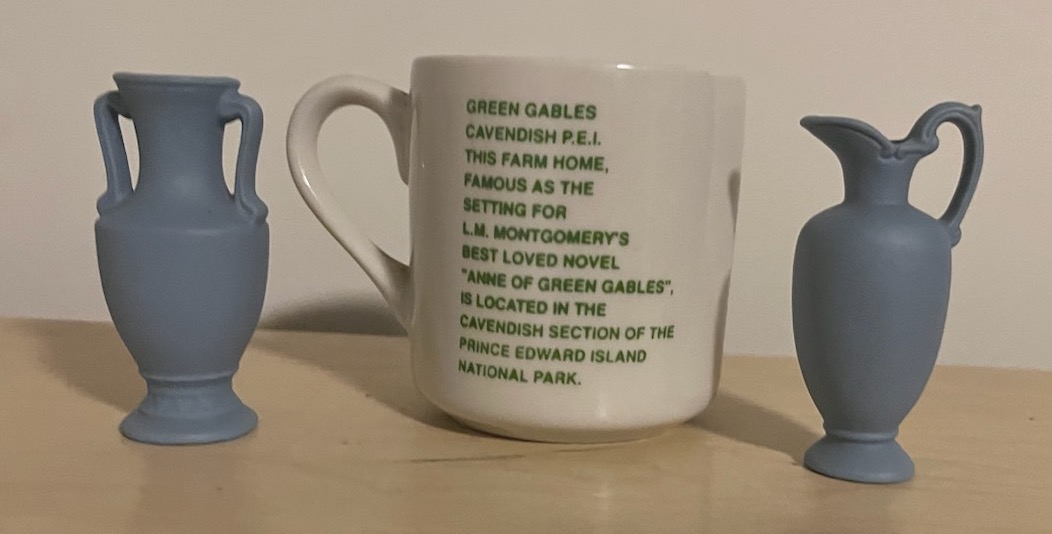 GREEN GABLES
CAVENDISH P.E.I.
THIS FARM HOME,
FAMOUS AS THE
SETTING FOR
L.M. MONTGOMERY'S
BEST LOVED NOVEL
"ANNE OF GREEN GABLES",
IS LOCATED IN THE
CAVENDISH SECTION OF THE
PRINCE EDWARD ISLAND
NATIONAL PARK.